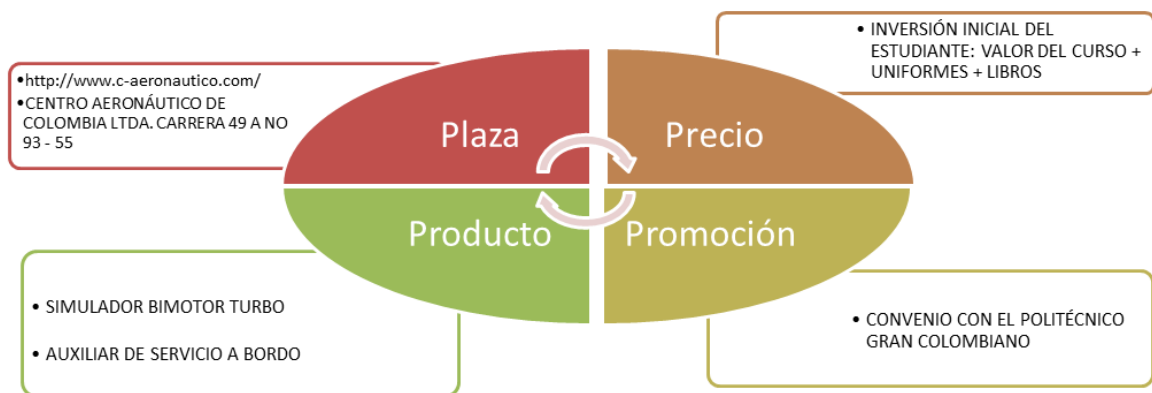 •http://www.c-aeronautico.com/
•CENTRO AERONÁUTICO DE
COLOMBIA LTDA. CARRERA 49 A NO
93 - 55
Plaza
Precio
• INVERSIÓN INICIAL DEL
ESTUDIANTE: VALOR DEL CURSO +
UNIFORMES + LIBROS
Producto
Promoción
• SIMULADOR BIMOTOR TURBO
• AUXILIAR DE SERVICIO A BORDO
• CONVENIO CON EL POLITÉCNICO
GRAN COLOMBIANO